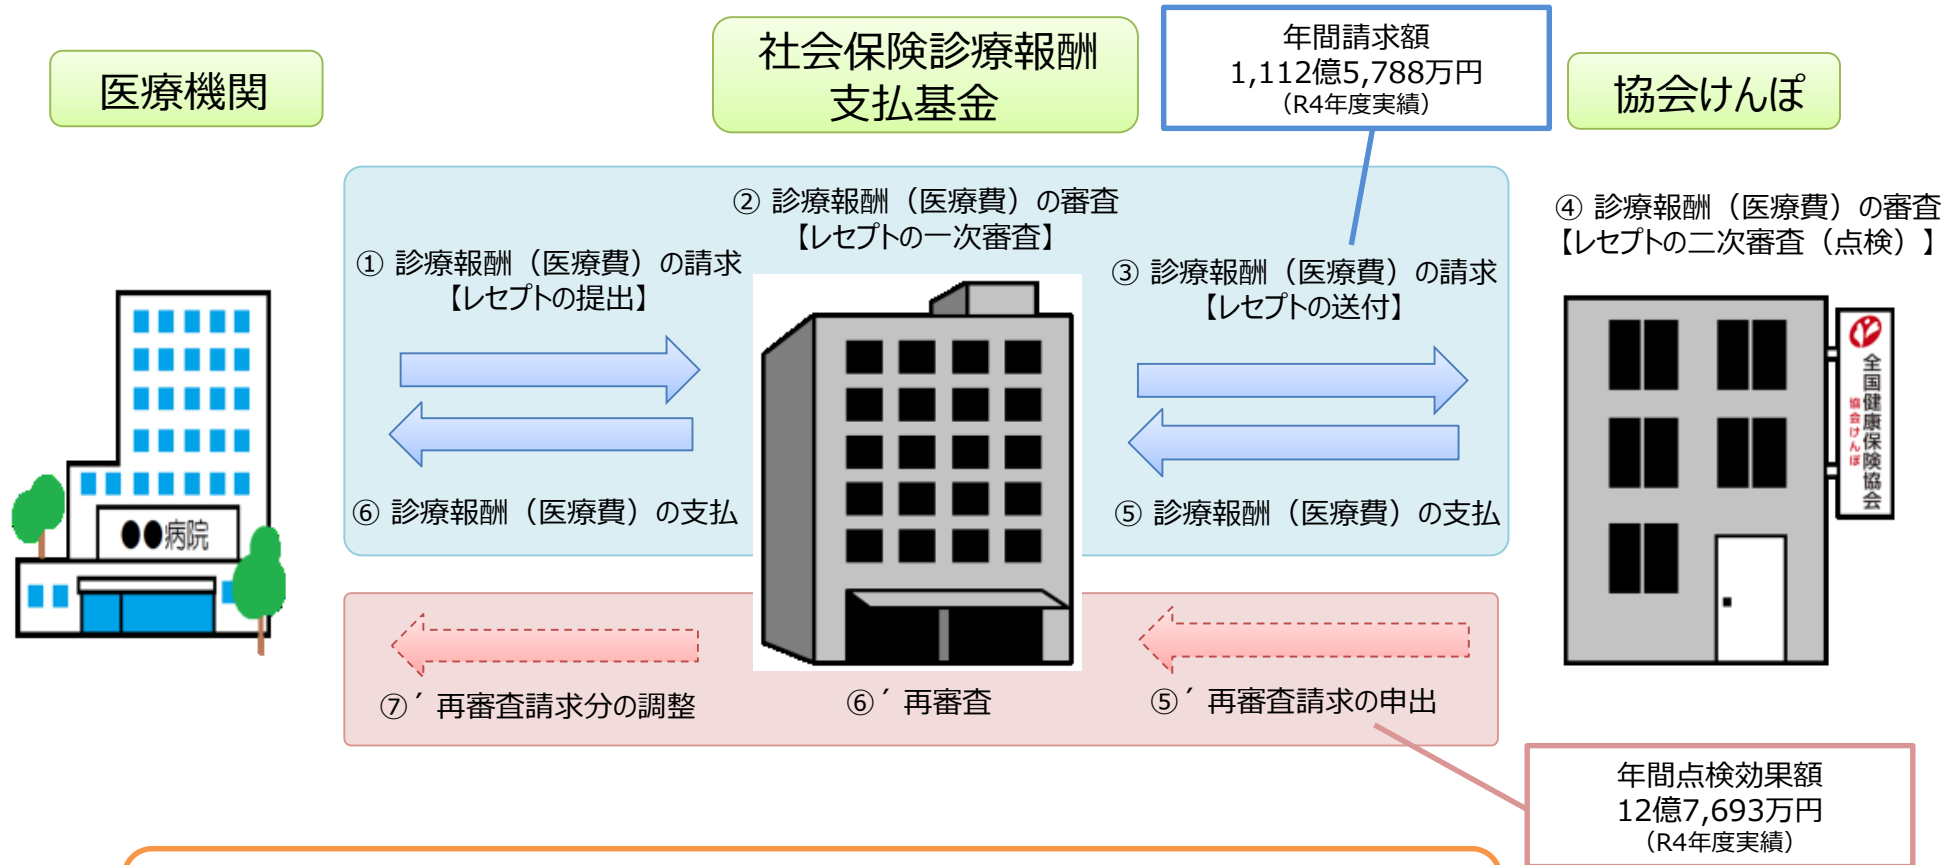 医療機関
社会保険診療報酬
支払基金
年間請求額
1,112億5,788万円
（R4年度実績）
協会けんぽ
② 診療報酬（医療費）の審査
【レセプトの一次審査】
④ 診療報酬（医療費）の審査
【レセプトの二次審査（点検）】
① 診療報酬（医療費）の請求
【レセプトの提出】
③ 診療報酬（医療費）の請求
【レセプトの送付】
全国健康保険協会
協会けんぽ
⑥ 診療報酬（医療費）の支払
⑤ 診療報酬（医療費）の支払
●●病院
⑦´ 再審査請求分の調整
⑥´ 再審査
⑤´ 再審査請求の申出
年間点検効果額
12億7,693万円
（R4年度実績）